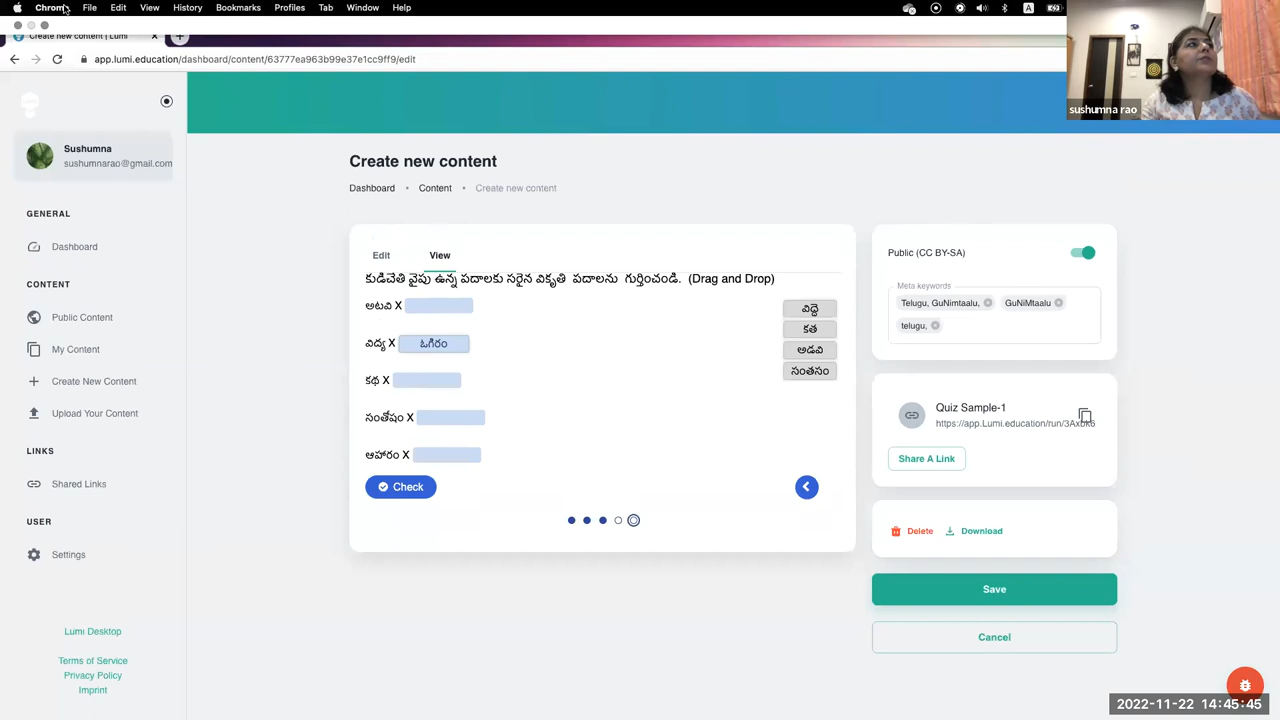 Chrome File Edit View History Bookmarks Profiles Tab Window Help
A
Create new content | Lumi
app.lumi.education/dashboard/content/63777ea963b99e37e1cc9ff9/edit
sushumna rao
Sushumna
sushumnarao@gmail.com
GENERAL
Dashboard
CONTENT
Public Content
My Content
Create New Content
Upload Your Content
LINKS
Shared Links
USER
Settings
Lumi Desktop
Terms of Service
Privacy Policy
Imprint
Create new content
Dashboard • Content • Create new content
Edit View
కుడిచేతి వైపు ఉన్న పదాలకు సరైన వికృతి పదాలను గుర్తించండి. (Drag and Drop)
అటవి X
విద్య X ఓగిరం
కథ X
సంతోషం X
ఆహారం X
విద్దె
కత
అడవి
సంతసం
Check
Public (CC BY-SA)
Meta keywords
Telugu, GuNimtaalu, GuNiMtaalu
telugu,
Quiz Sample-1
https://app.Lumi.education/run/3Axbk6
Share A Link
Delete Download
Save
Cancel
2022-11-22 14:45:45